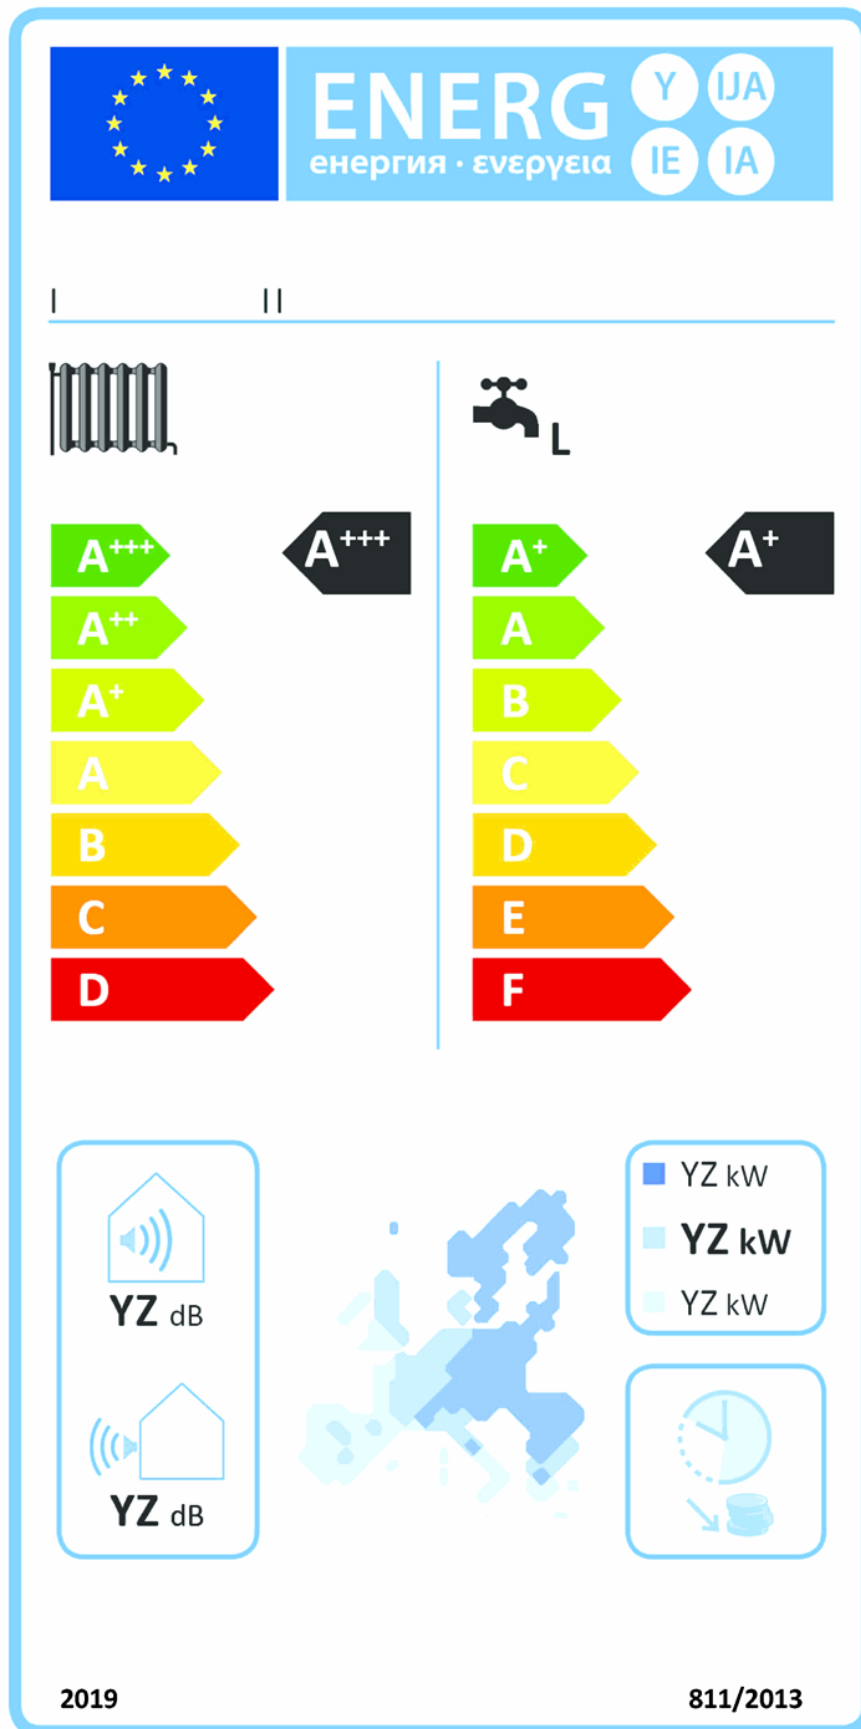 ENERG Y IJA
енергия · ενεργεια IE IA
I II
L
A+++ A+++
A++
A+
A
B
C
D
A+ A+
A
B
C
D
E
F
YZ dB
YZ dB
YZ kW
YZ kW
YZ kW
2019 811/2013